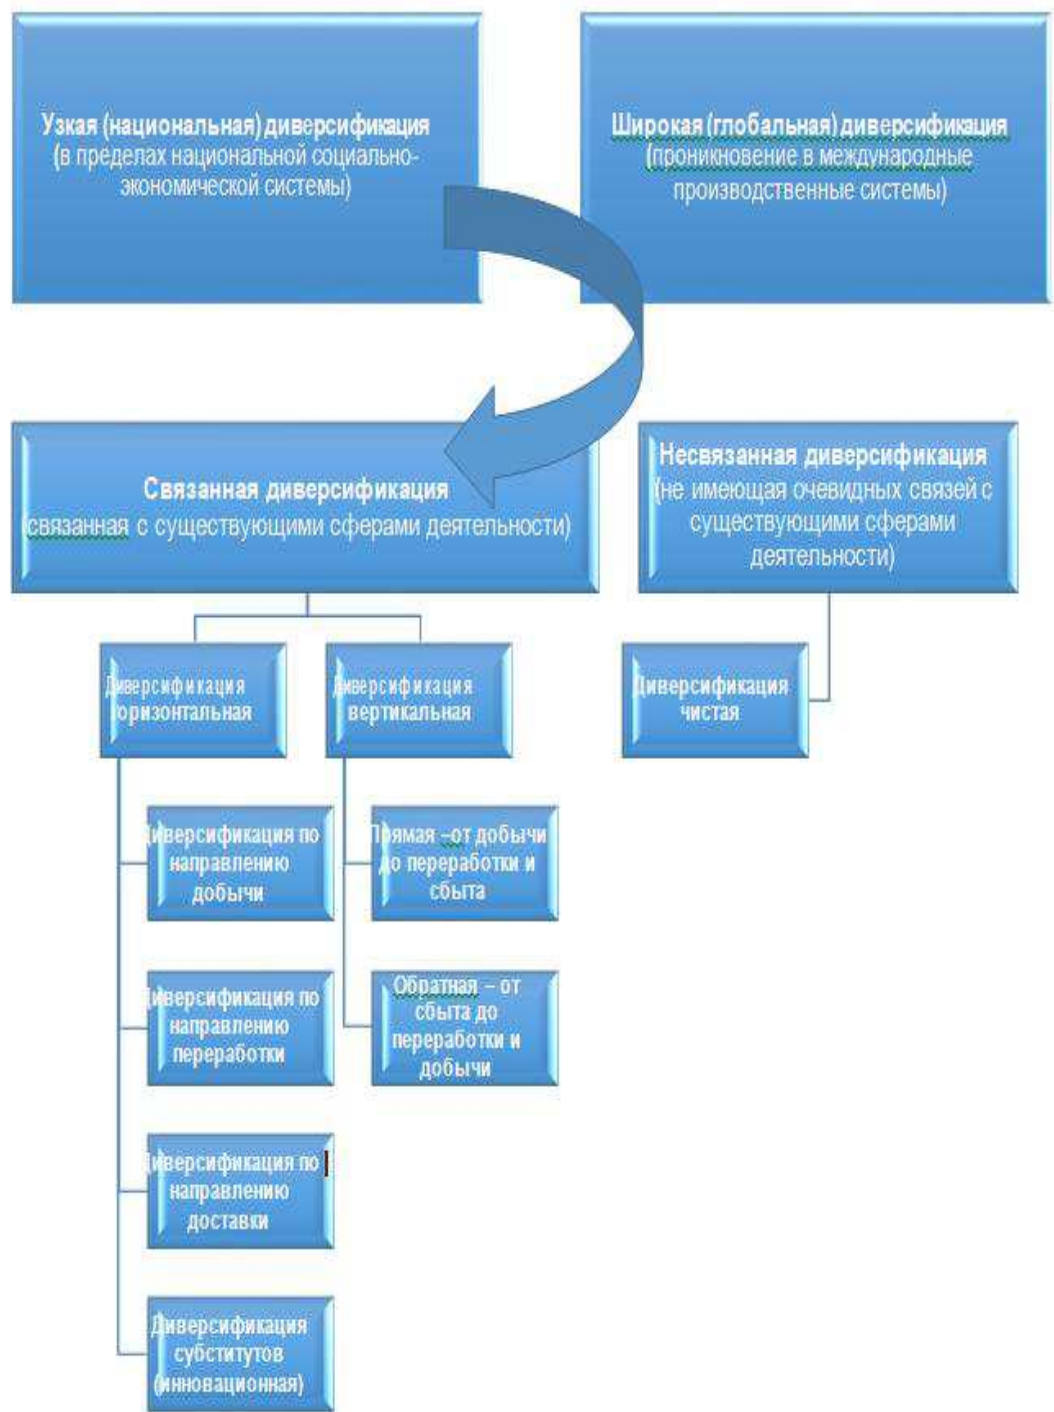 Узкая (национальная) диверсификация
(в пределах национальной социально-
экономической системы)
Широкая (глобальная) диверсификация
(проникновение в международные
производственные системы)
Связанная диверсификация
(связанная с существующими сферами деятельности)
Несвязанная диверсификация
(не имеющая очевидных связей с
существующими сферами
деятельности)
Диверсификация
горизонтальная
Диверсификация
вертикальная
Диверсификация
чистая
Диверсификация по
направлению
добычи
Прямая –от добычи
до переработки и
сбыта
Диверсификация по
направлению
переработки
Обратная – от
сбыта до
переработки и
добычи
Диверсификация по
направлению
доставки
Диверсификация
субститутов
(инновационная)